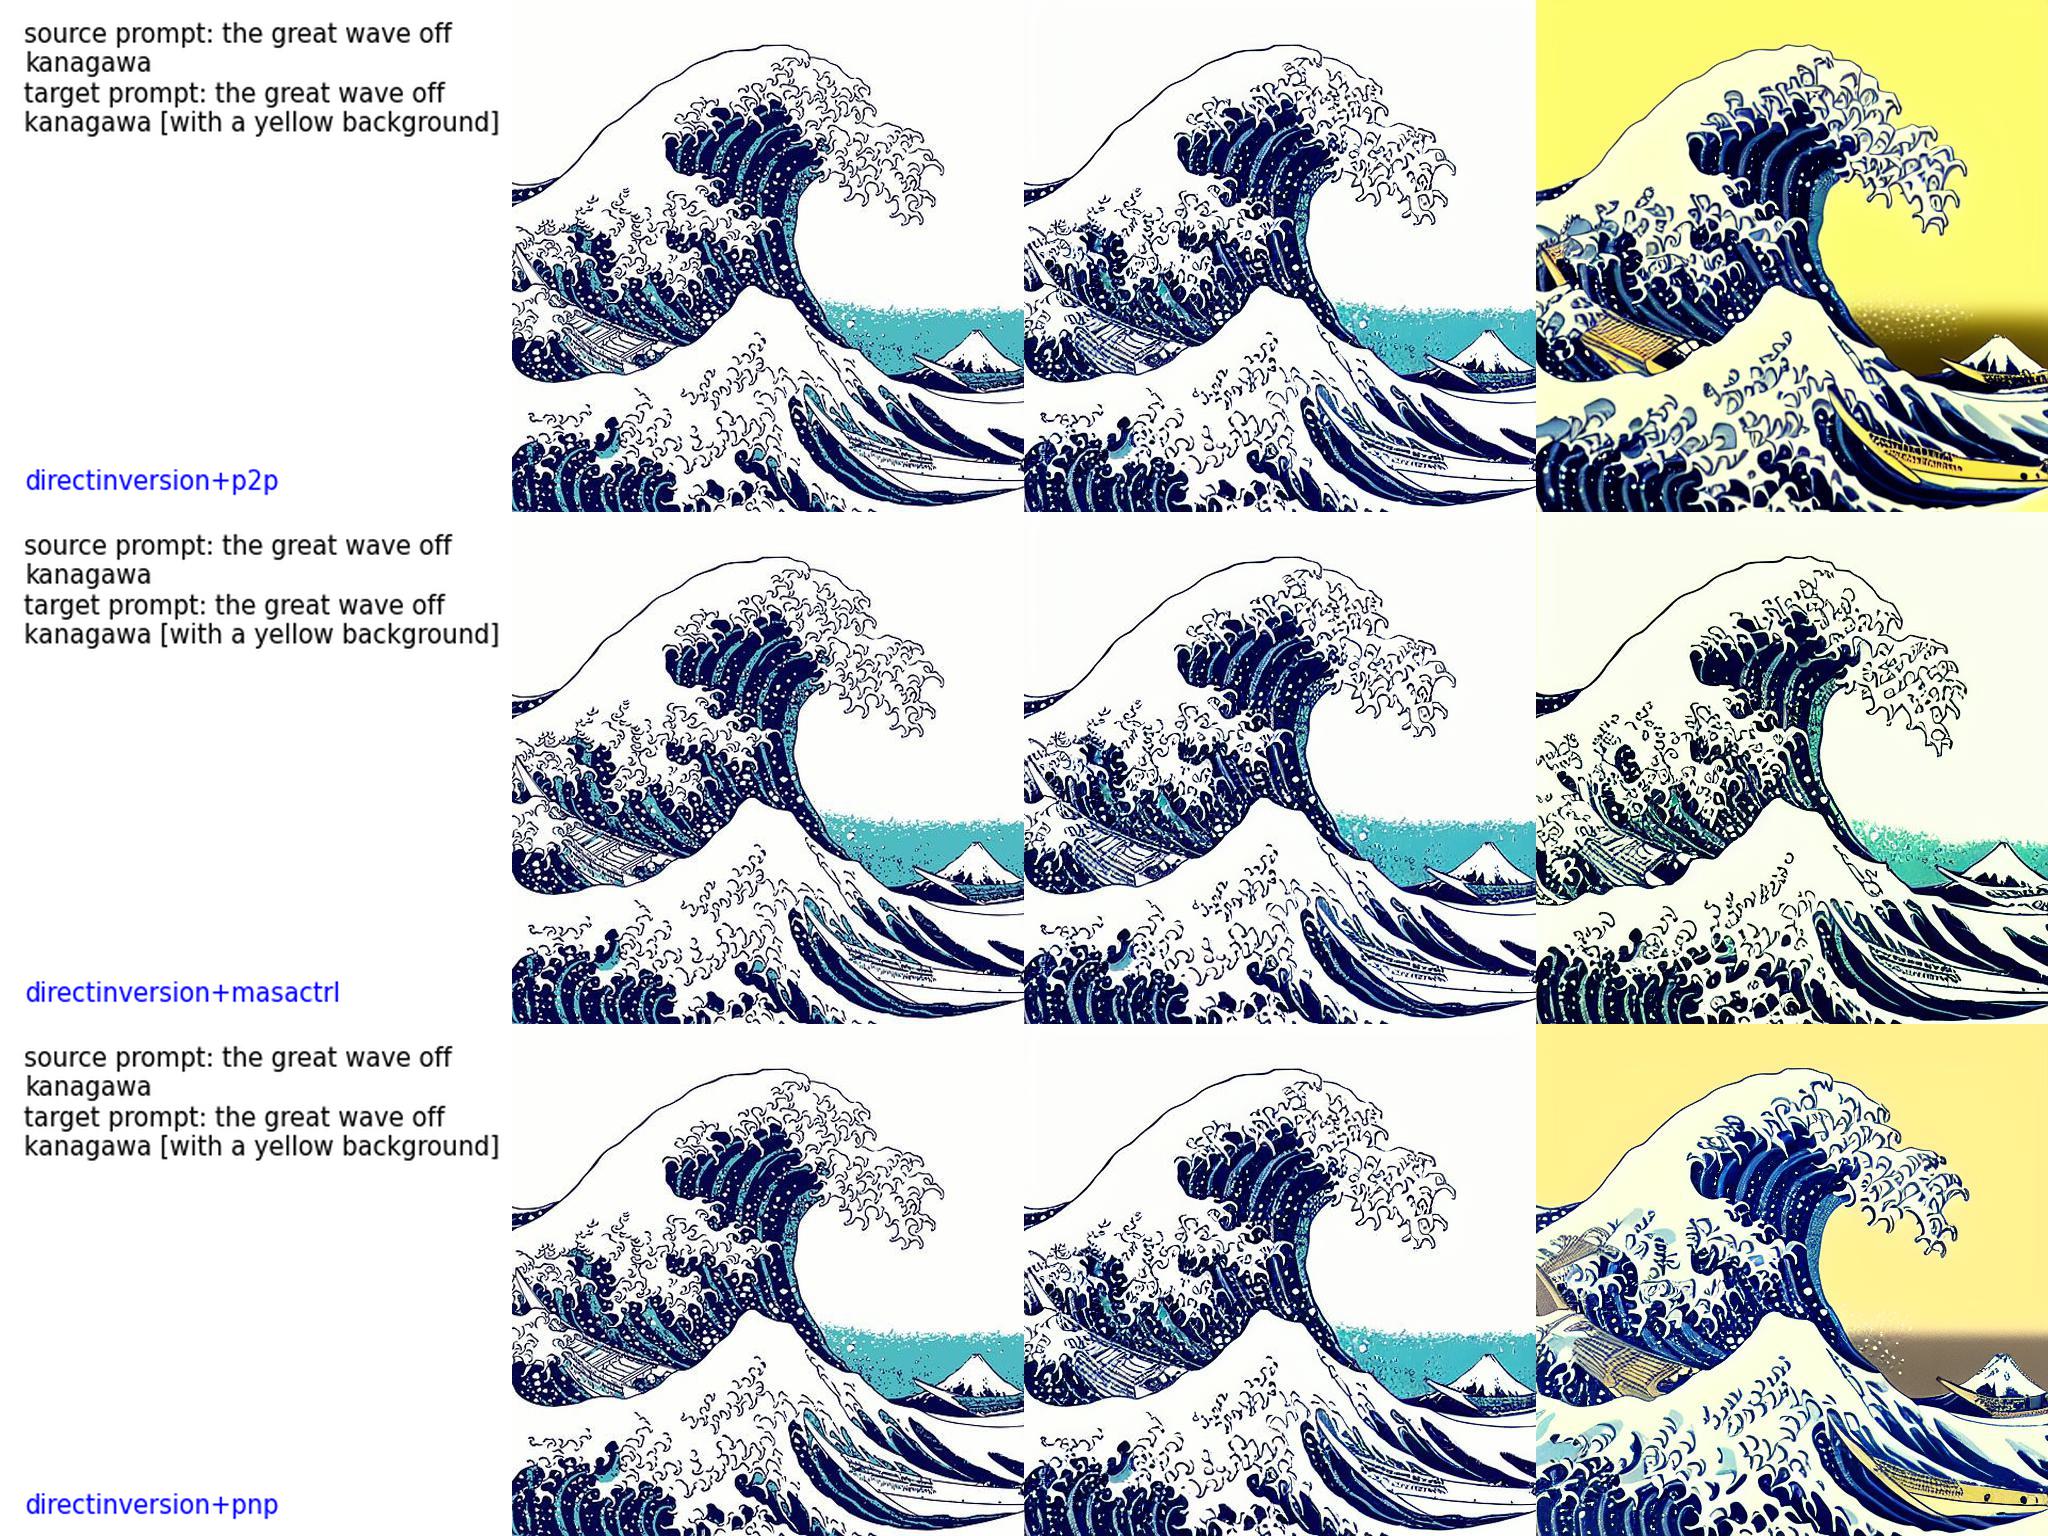 source prompt: the great wave off
kanagawa
target prompt: the great wave off
kanagawa [with a yellow background]
directinversion+p2p
source prompt: the great wave off
kanagawa
target prompt: the great wave off
kanagawa [with a yellow background]
directinversion+masactrl
source prompt: the great wave off
kanagawa
target prompt: the great wave off
kanagawa [with a yellow background]
directinversion+pnp